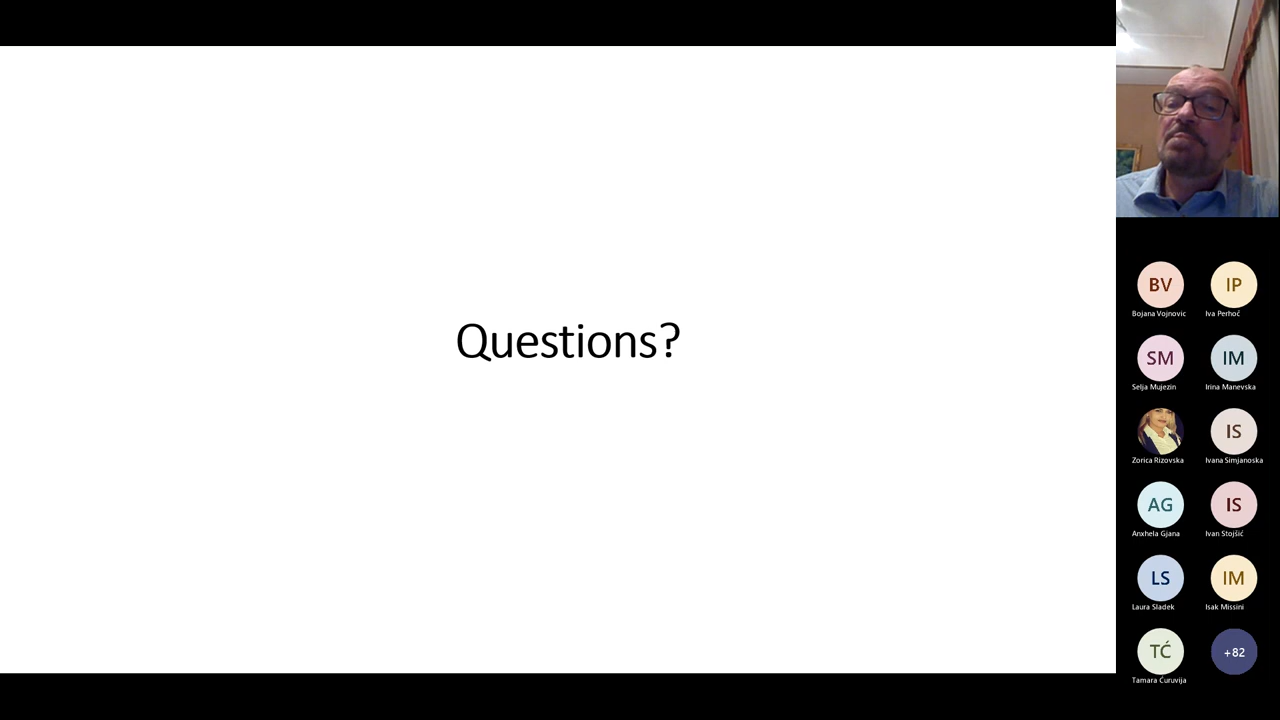 Questions?
BV
IP
Bojana Vojnovic
Iva Perhoč
SM
IM
Selja Mujezin
Irina Manevska
IS
Zorica Rizovska
Ivana Simjanoska
AG
IS
Anxhela Gjana
Ivan Stojšić
LS
IM
Laura Sladek
Isak Missini
TĆ
+82
Tamara Ćuruvija